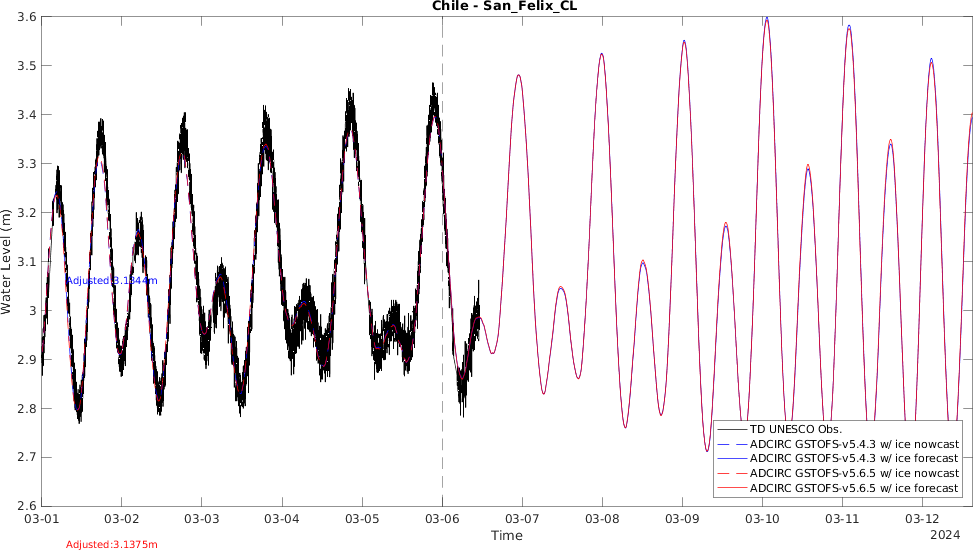 Chile - San_Felix_CL
3.6
3.5
3.4
3.3
3.2
3.1
3
2.9
2.8
2.7
2.6
Water Level (m)
Adjusted:3.1344m
TD UNESCO Obs.
ADCIRC GSTOFS-v5.4.3 w/ ice nowcast
ADCIRC GSTOFS-v5.4.3 w/ ice forecast
ADCIRC GSTOFS-v5.6.5 w/ ice nowcast
ADCIRC GSTOFS-v5.6.5 w/ ice forecast
03-01 03-02 03-03 03-04 03-05 03-06 03-07 03-08 03-09 03-10 03-11 03-12
Time
2024
Adjusted:3.1375m